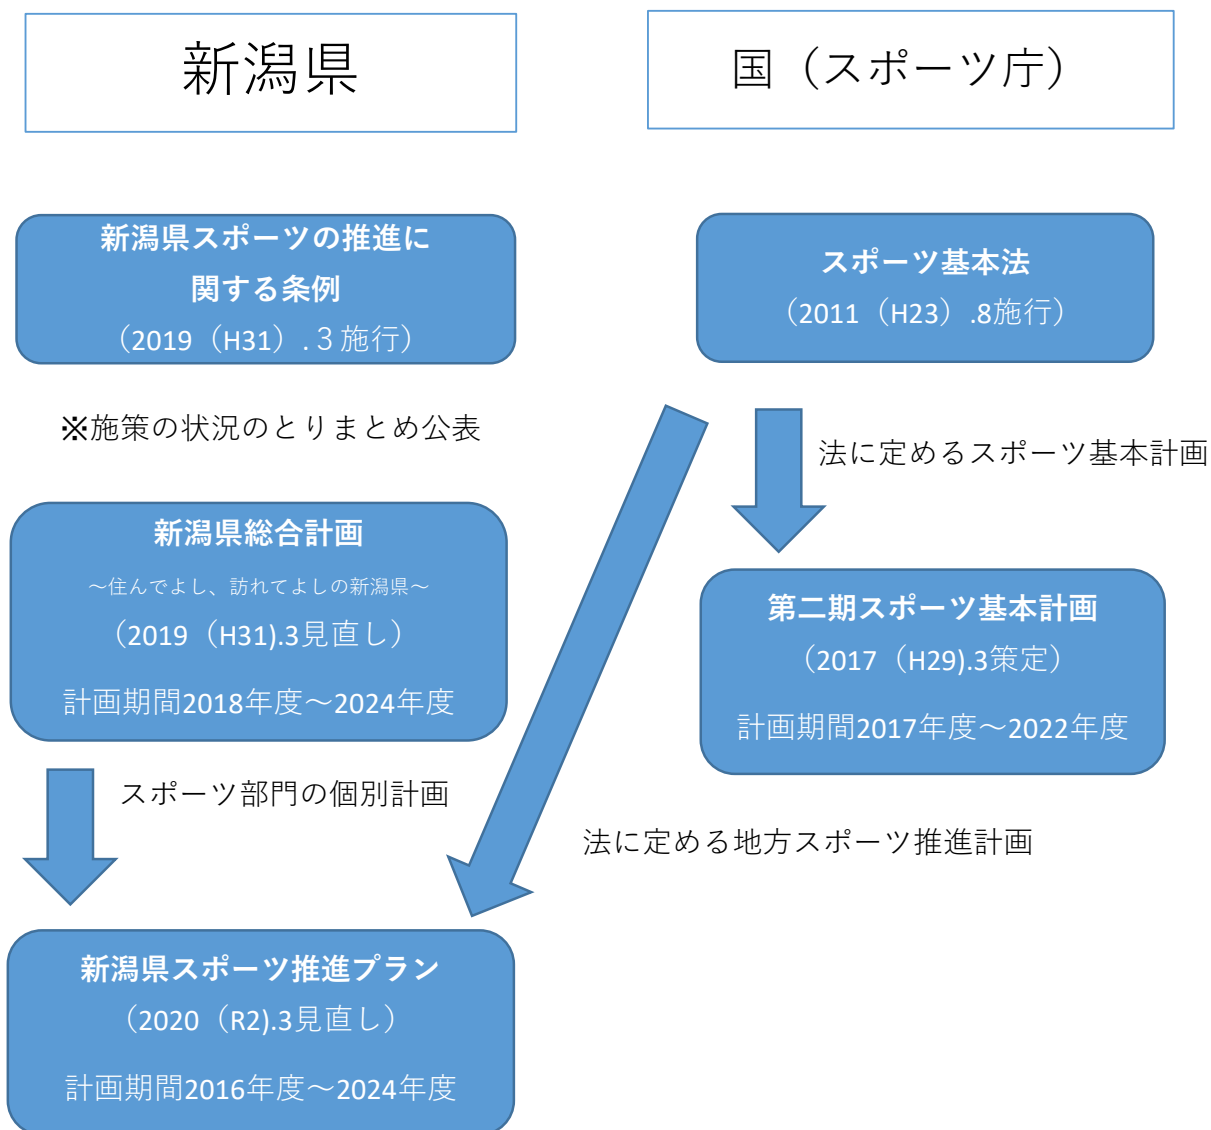 新潟県
国（スポーツ庁）
新潟県スポーツの推進に
関する条例
（2019（H31）.３施行）
※施策の状況のとりまとめ公表
新潟県総合計画
～住んでよし、訪れてよしの新潟県～
（2019（H31).3見直し）
計画期間2018年度～2024年度
スポーツ部門の個別計画
新潟県スポーツ推進プラン
（2020（R2).3見直し）
計画期間2016年度～2024年度
スポーツ基本法
（2011（H23）.8施行）
法に定めるスポーツ基本計画
第二期スポーツ基本計画
（2017（H29).3策定）
計画期間2017年度～2022年度
法に定める地方スポーツ推進計画